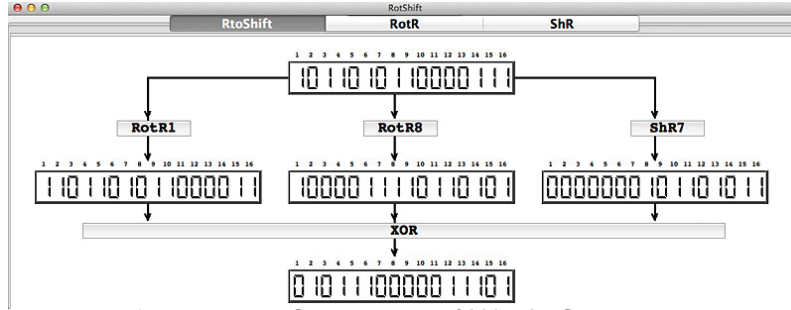 RotShift
RtoShift RotR ShR
1 2 3 4 5 6 7 8 9 10 11 12 13 14 15 16
1011010110000111
RotR1 RotR8 ShR7
1 2 3 4 5 6 7 8 9 10 11 12 13 14 15 16 1 2 3 4 5 6 7 8 9 10 11 12 13 14 15 16 1 2 3 4 5 6 7 8 9 10 11 12 13 14 15 16
1101101011000011 1000011110110101 0000000101101011
XOR
1 2 3 4 5 6 7 8 9 10 11 12 13 14 15 16
0101110000011101